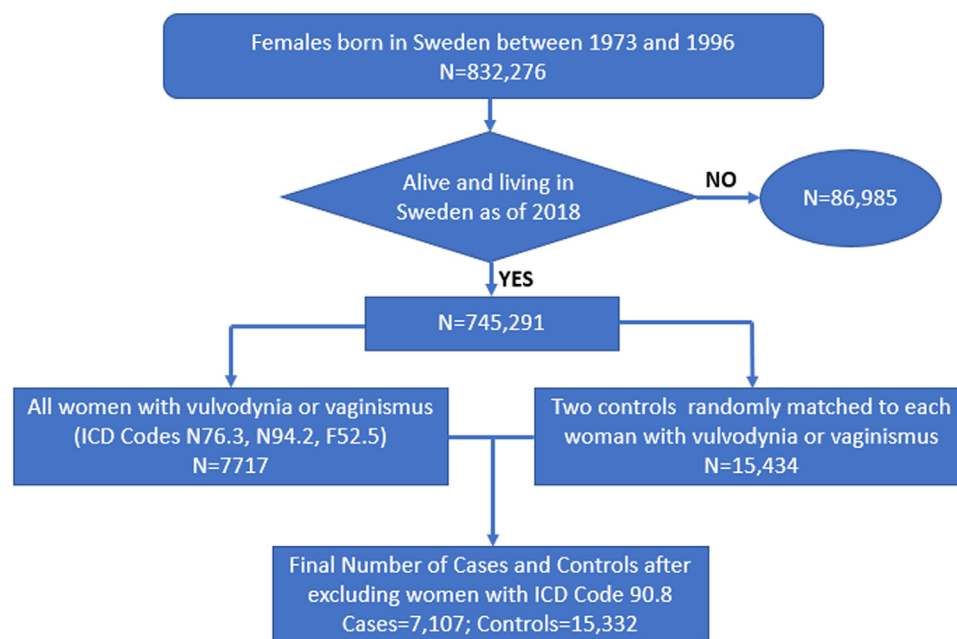 Females born in Sweden between 1973 and 1996
N=832,276
Alive and living in
Sweden as of 2018
NO
N=86,985
YES
N=745,291
All women with vulvodynia or vaginismus
(ICD Codes N76.3, N94.2, F52.5)
N=7717
Two controls randomly matched to each
woman with vulvodynia or vaginismus
N=15,434
Final Number of Cases and Controls after
excluding women with ICD Code 90.8
Cases=7,107; Controls=15,332